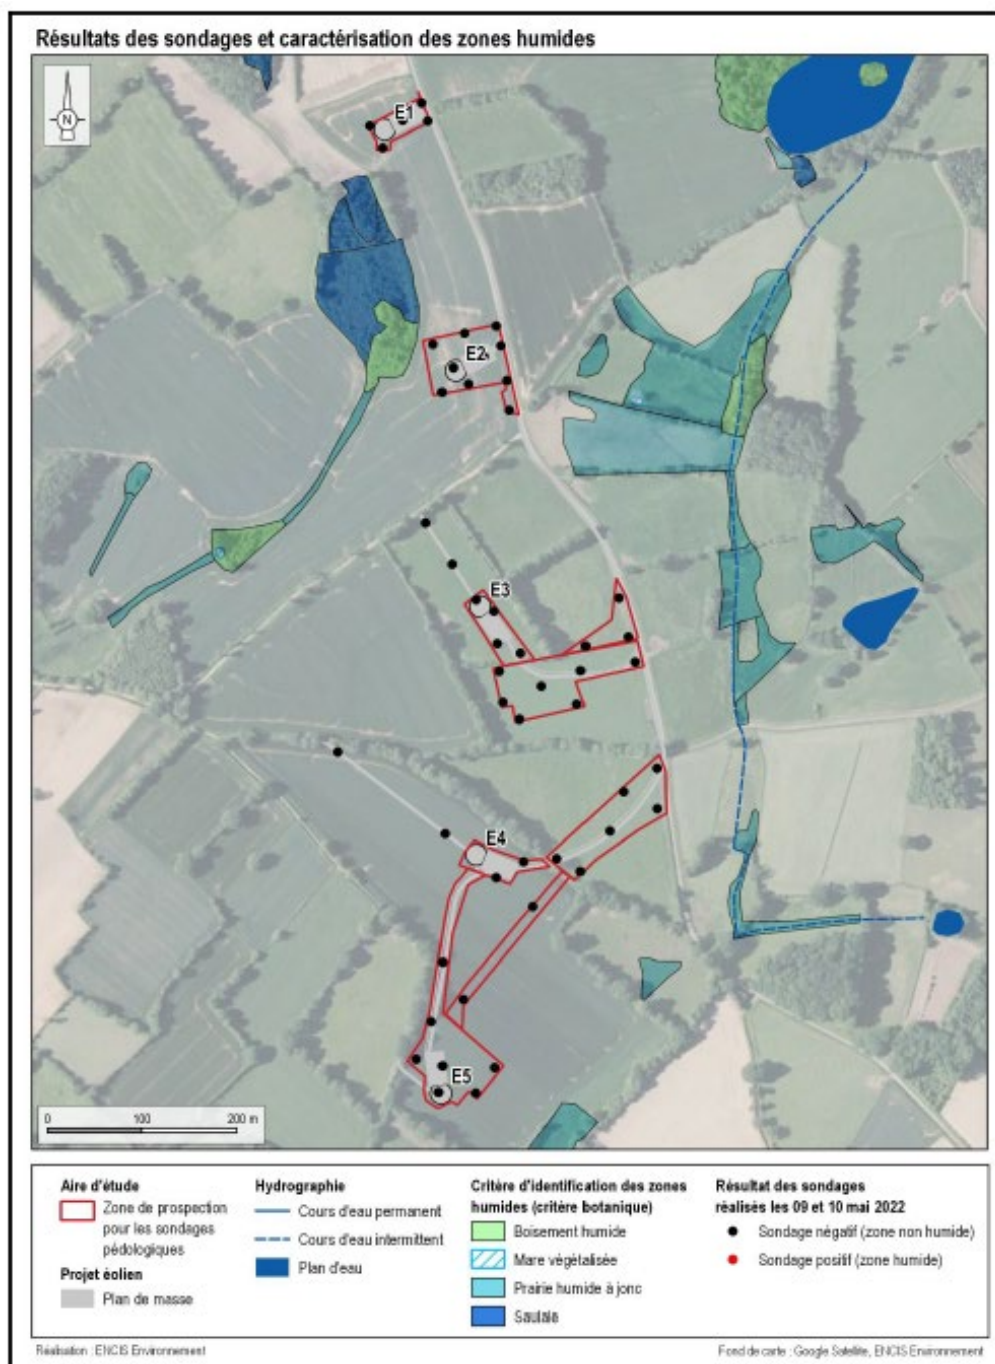 Résultats des sondages et caractérisation des zones humides
N
E1
E2
E3
E4
E5
0 100 200 m
Aire d'étude
Zone de prospection
pour les sondages
pédologiques
Projet éolien
Plan de masse
Hydrographie
Cours d'eau permanent
Cours d'eau intermittent
Plan d'eau
Critère d'identification des zones
humides (critère botanique)
Boisement humide
Mare végétalisée
Prairie humide à jonc
Saulaie
Résultat des sondages
réalisés les 09 et 10 mai 2022
Sondage négatif (zone non humide)
Sondage positif (zone humide)
Réalisation : ENCIS Environnement
Fond de carte : Google Satellite, ENCIS Environnement